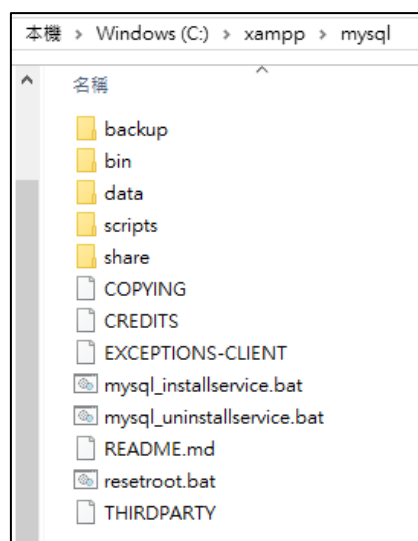 本機 > Windows (C:) > xampp > mysql
名稱
backup
bin
data
scripts
share
COPYING
CREDITS
EXCEPTIONS-CLIENT
mysql_installservice.bat
mysql_uninstallservice.bat
README.md
resetroot.bat
THIRDPARTY